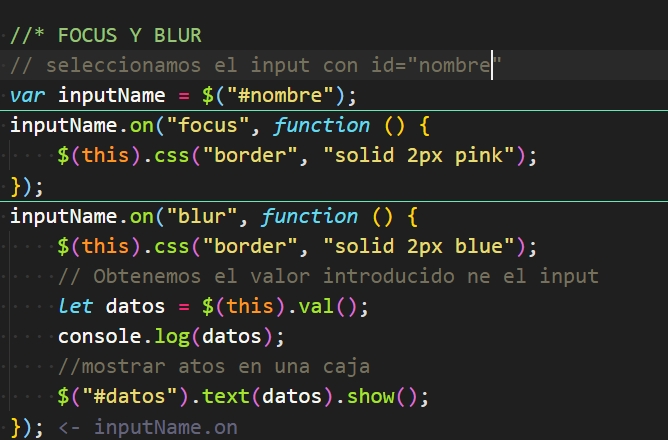 //* FOCUS Y BLUR
// seleccionamos el input con id="nombre"
var inputName = $("#nombre");
inputName.on("focus", function () {
    $(this).css("border", "solid 2px pink");
});
inputName.on("blur", function () {
    $(this).css("border", "solid 2px blue");
    // Obtenemos el valor introducido ne el input
    let datos = $(this).val();
    console.log(datos);
    //mostrar atos en una caja
    $("#datos").text(datos).show();
}); <- inputName.on